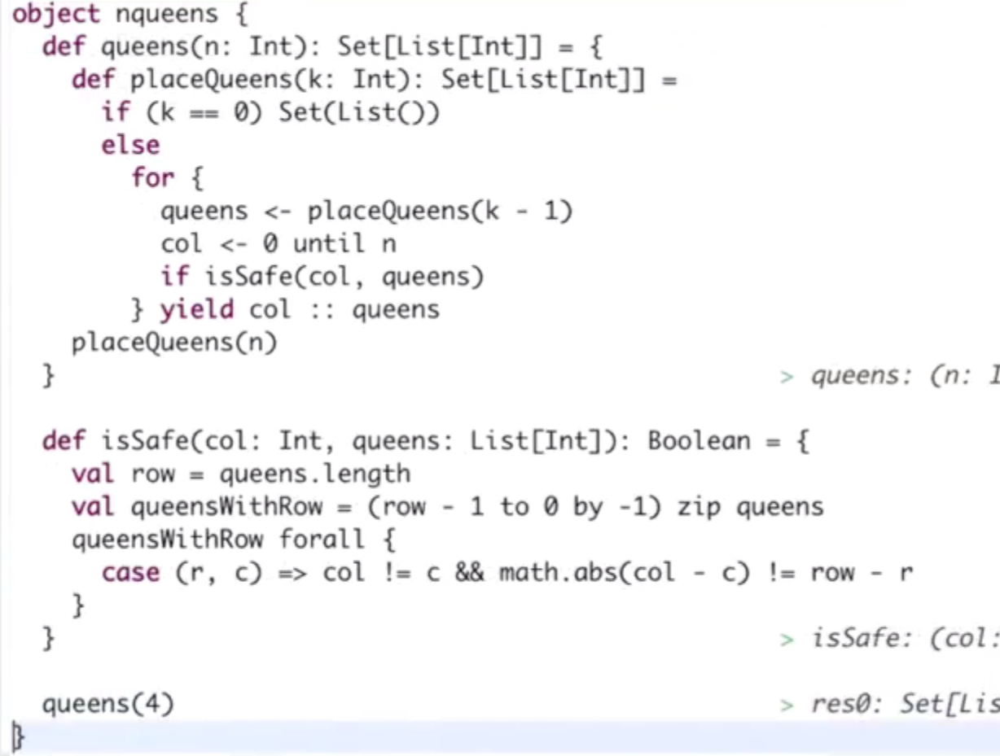 object nqueens {
  def queens(n: Int): Set[List[Int]] = {
    def placeQueens(k: Int): Set[List[Int]] =
      if (k == 0) Set(List())
      else
        for {
          queens <- placeQueens(k - 1)
          col <- 0 until n
          if isSafe(col, queens)
        } yield col :: queens
    placeQueens(n)
  }                                                 > queens: (n: I

  def isSafe(col: Int, queens: List[Int]): Boolean = {
    val row = queens.length
    val queensWithRow = (row - 1 to 0 by -1) zip queens
    queensWithRow forall {
      case (r, c) => col != c && math.abs(col - c) != row - r
    }
  }                                                 > isSafe: (col:

  queens(4)                                         > res0: Set[Lis
}